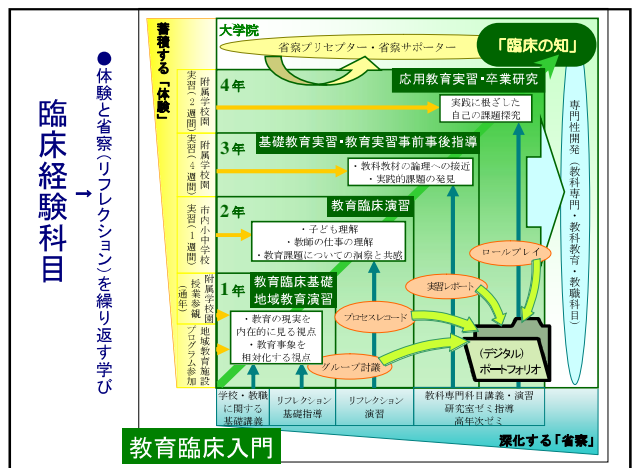 臨床経験科目
→
●体験と省察(リフレクション)を繰り返す学び
蓄積する「体験」
大学院
省察プリセプター・省察サポーター
「臨床の知」
附属学校園
実習(2週間)
4年
応用教育実習・卒業研究
実践に根ざした
自己の課題探究
附属学校園
実習(4週間)
3年
基礎教育実習・教育実習事前事後指導
・教科教材の論理への接近
・実践的課題の発見
市内小中学校
実習(1週間)
2年
教育臨床演習
・子ども理解
・教師の仕事の理解
・教育課題についての洞察と共感
附属学校園
授業参観
(通年)
1年
教育臨床基礎
地域教育演習
・教育の現実を
内在的に見る視点
・教育事象を
相対化する視点
地域教育施設
プログラム参加
専門性開発(教科専門・教科教育・教職科目)
ロールプレイ
実習レポート
プロセスレコード
グループ討議
(デジタル)
ポートフォリオ
学校・教職
に関する
基礎講義
リフレクション
基礎指導
リフレクション
演習
教科専門科目講義・演習
研究室ゼミ指導
高年次ゼミ
深化する「省察」
教育臨床入門